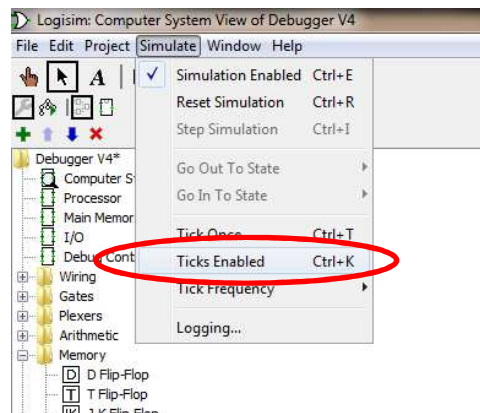 Logisim: Computer System View of Debugger V4
File Edit Project Simulate Window Help
A
Simulation Enabled Ctrl+E
Reset Simulation Ctrl+R
Step Simulation Ctrl+I
Go Out To State
Go In To State
Tick Once Ctrl+T
Ticks Enabled Ctrl+K
Tick Frequency
Logging...
Debugger V4*
Computer S
Processor
Main Memor
I/O
Debug Cont
Wiring
Gates
Plexers
Arithmetic
Memory
D D Flip-Flop
T T Flip-Flop
J-K Flip-Flop